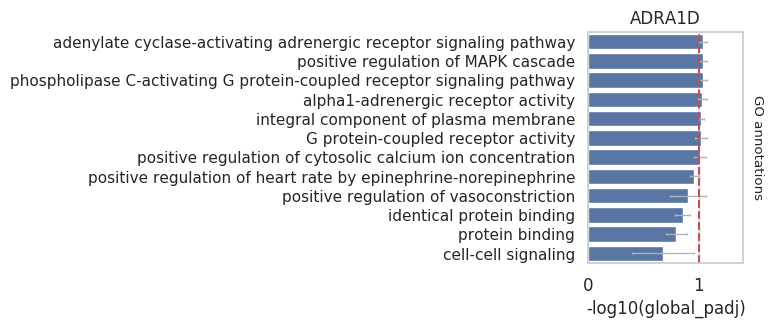 ADRA1D
adenylate cyclase-activating adrenergic receptor signaling pathway
positive regulation of MAPK cascade
phospholipase C-activating G protein-coupled receptor signaling pathway
alpha1-adrenergic receptor activity
integral component of plasma membrane
G protein-coupled receptor activity
positive regulation of cytosolic calcium ion concentration
positive regulation of heart rate by epinephrine-norepinephrine
positive regulation of vasoconstriction
identical protein binding
protein binding
cell-cell signaling
GO annotations
0 1
-log10(global_padj)